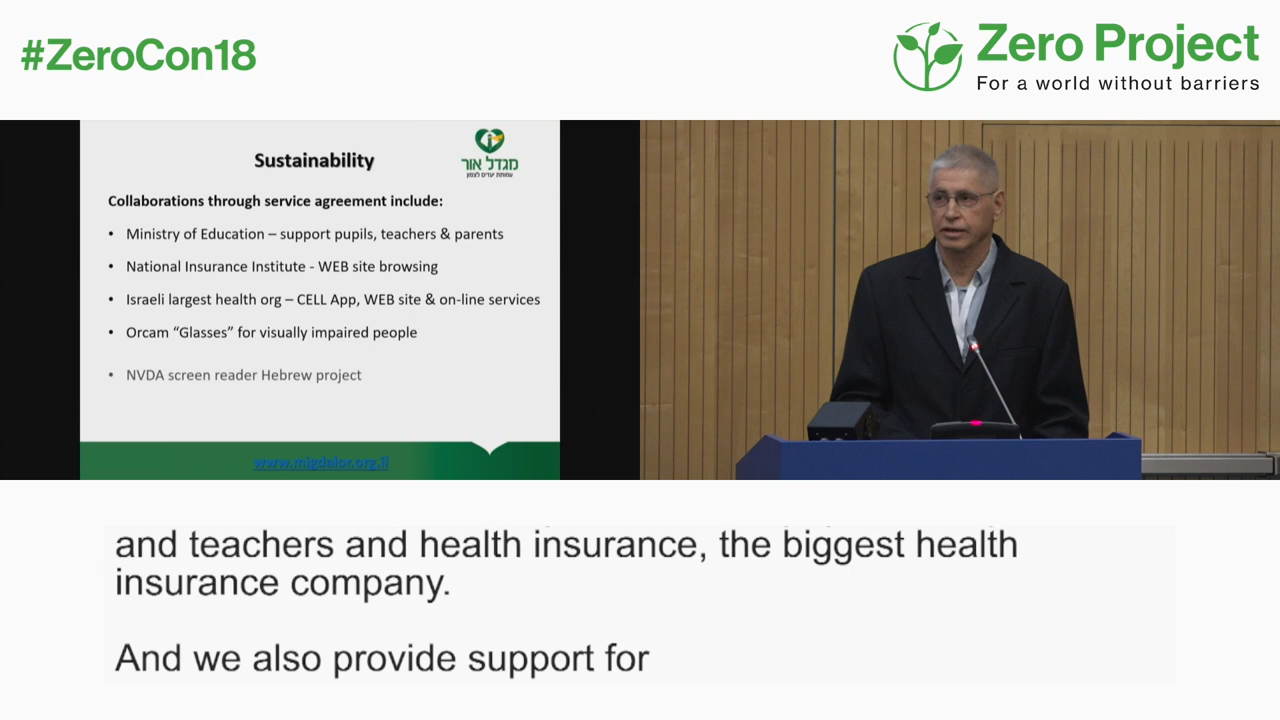 #ZeroCon18
Zero Project
For a world without barriers
Sustainability
מגדל אור
עמותת יעדים לצפון
Collaborations through service agreement include:
• Ministry of Education – support pupils, teachers & parents
• National Insurance Institute - WEB site browsing
• Israeli largest health org – CELL App, WEB site & on-line services
• Orcam “Glasses” for visually impaired people
• NVDA screen reader Hebrew project
www.migdalor.org.il
and teachers and health insurance, the biggest health
insurance company.
And we also provide support for